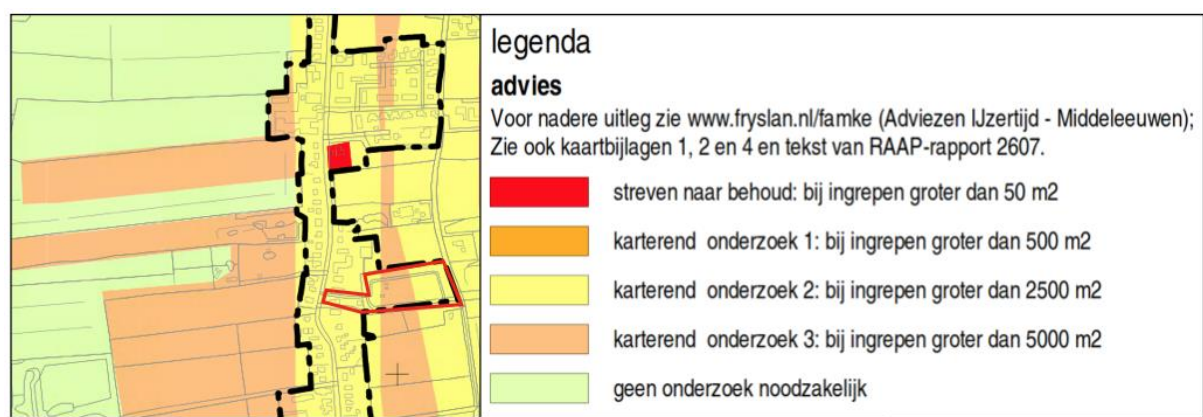 legenda
advies
Voor nadere uitleg zie www.fryslan.nl/famke (Adviezen IJzertijd - Middeleeuwen);
Zie ook kaartbijlagen 1, 2 en 4 en tekst van RAAP-rapport 2607.
streven naar behoud: bij ingrepen groter dan 50 m2
karterend onderzoek 1: bij ingrepen groter dan 500 m2
karterend onderzoek 2: bij ingrepen groter dan 2500 m2
karterend onderzoek 3: bij ingrepen groter dan 5000 m2
geen onderzoek noodzakelijk